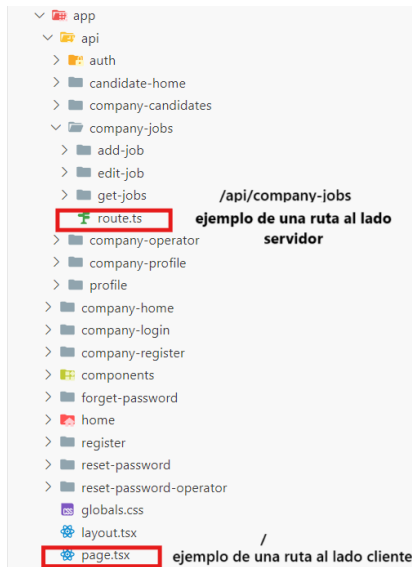 app
api
auth
candidate-home
company-candidates
company-jobs
add-job
edit-job
get-jobs /api/company-jobs
route.ts ejemplo de una ruta al lado
servidor
company-operator
company-profile
profile
company-home
company-login
company-register
components
forget-password
home
register
reset-password
reset-password-operator
globals.css
layout.tsx /
page.tsx ejemplo de una ruta al lado cliente